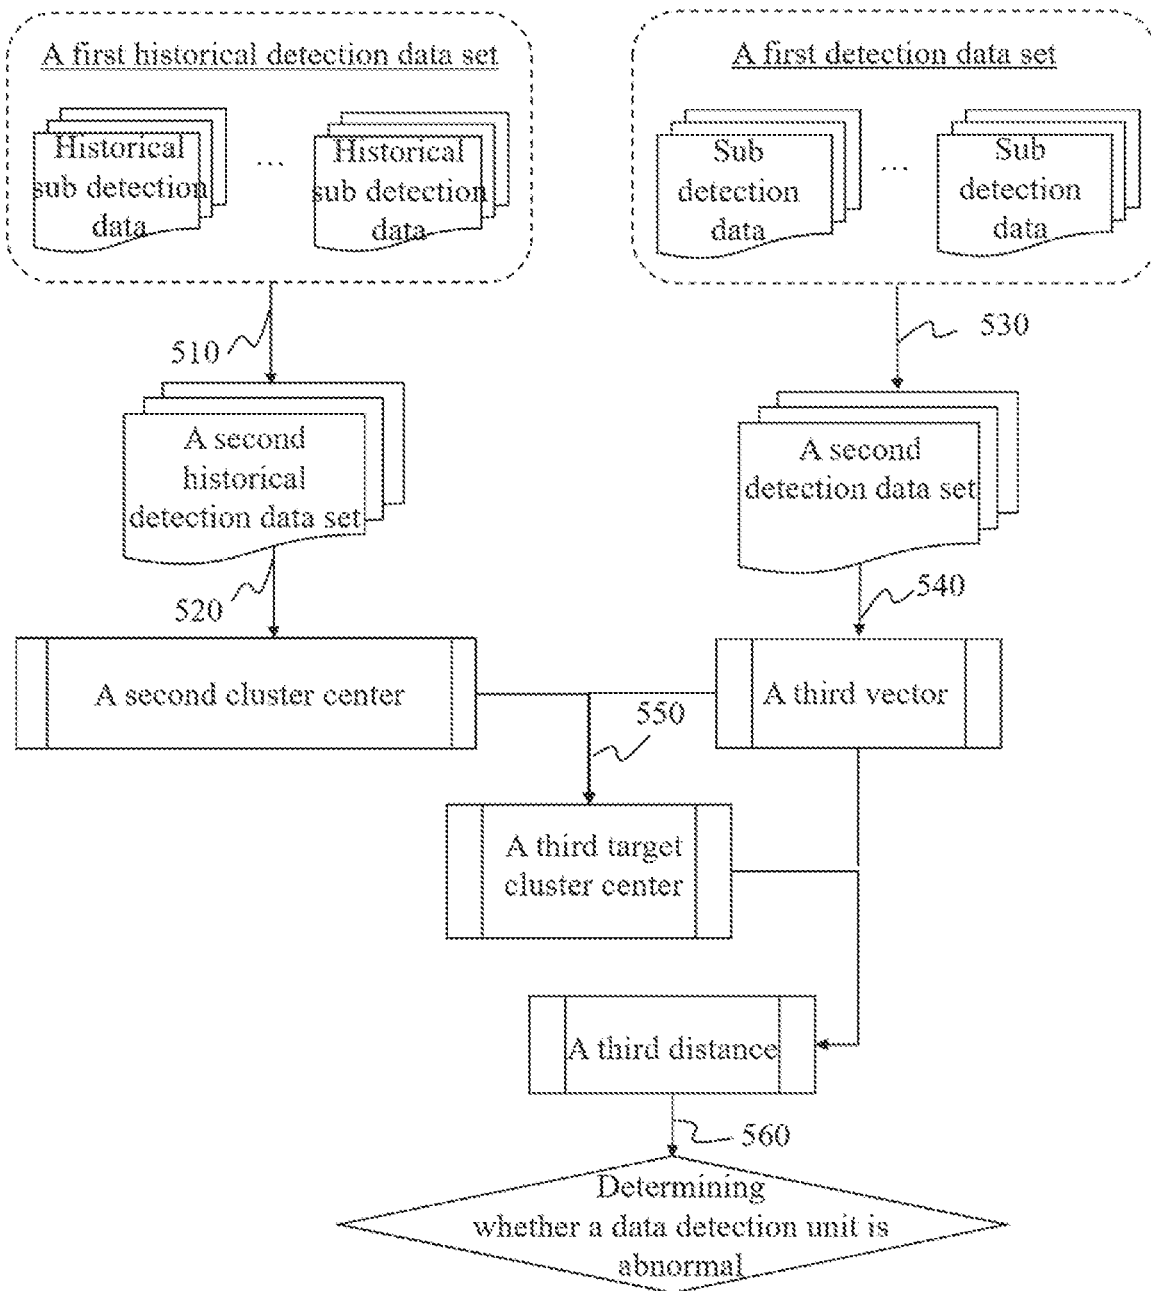 A first historical detection data set
Historical
sub detection
data
...
Historical
sub detection
data
A first detection data set
Sub
detection
data
...
Sub
detection
data
510
530
A second
historical
detection data set
A second
detection data set
520
540
A second cluster center
A third vector
550
A third target
cluster center
A third distance
560
Determining
whether a data detection unit is
abnormal